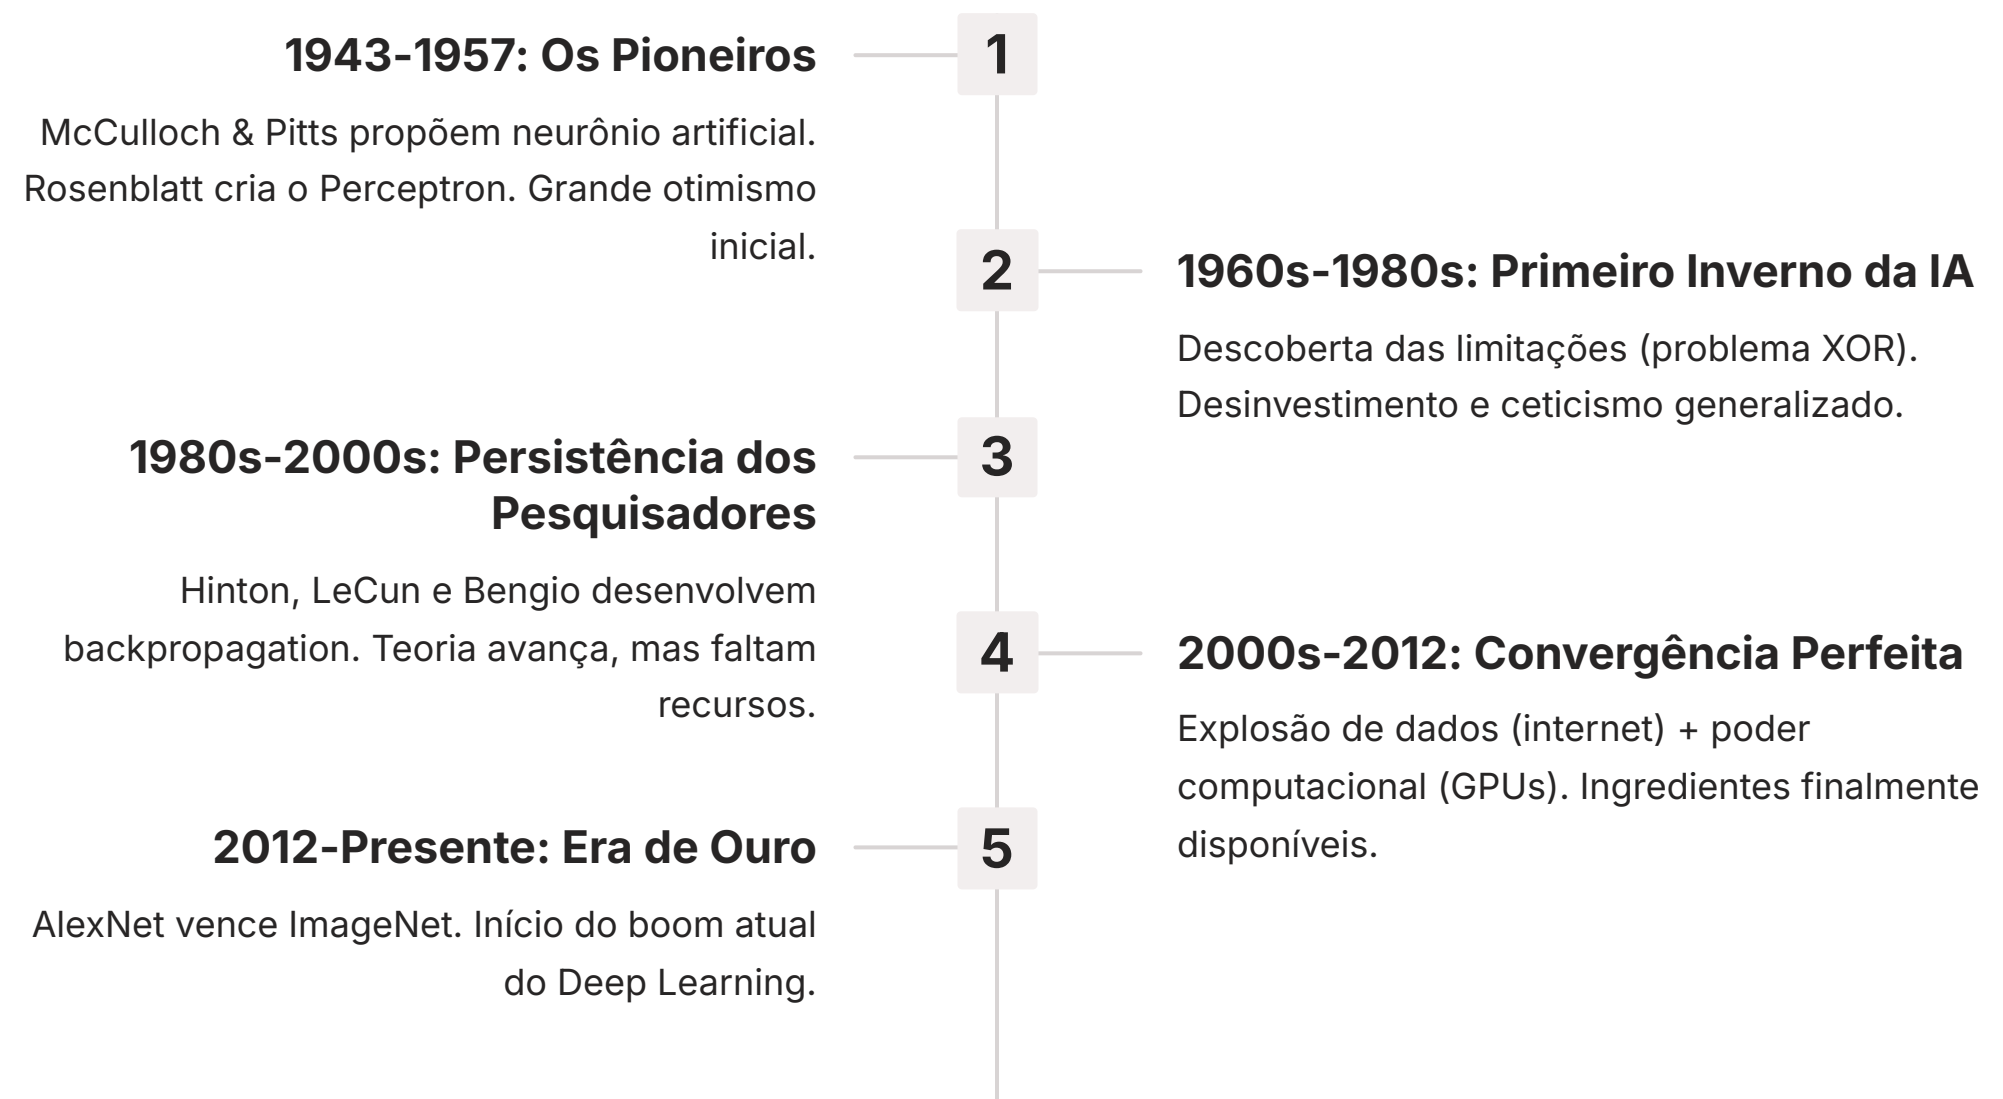 1
1943-1957: Os Pioneiros
McCulloch & Pitts propõem neurônio artificial.
Rosenblatt cria o Perceptron. Grande otimismo
inicial.
2
1960s-1980s: Primeiro Inverno da IA
Descoberta das limitações (problema XOR).
Desinvestimento e ceticismo generalizado.
3
1980s-2000s: Persistência dos
Pesquisadores
Hinton, LeCun e Bengio desenvolvem
backpropagation. Teoria avança, mas faltam
recursos.
4
2000s-2012: Convergência Perfeita
Explosão de dados (internet) + poder
computacional (GPUs). Ingredientes finalmente
disponíveis.
5
2012-Presente: Era de Ouro
AlexNet vence ImageNet. Início do boom atual
do Deep Learning.